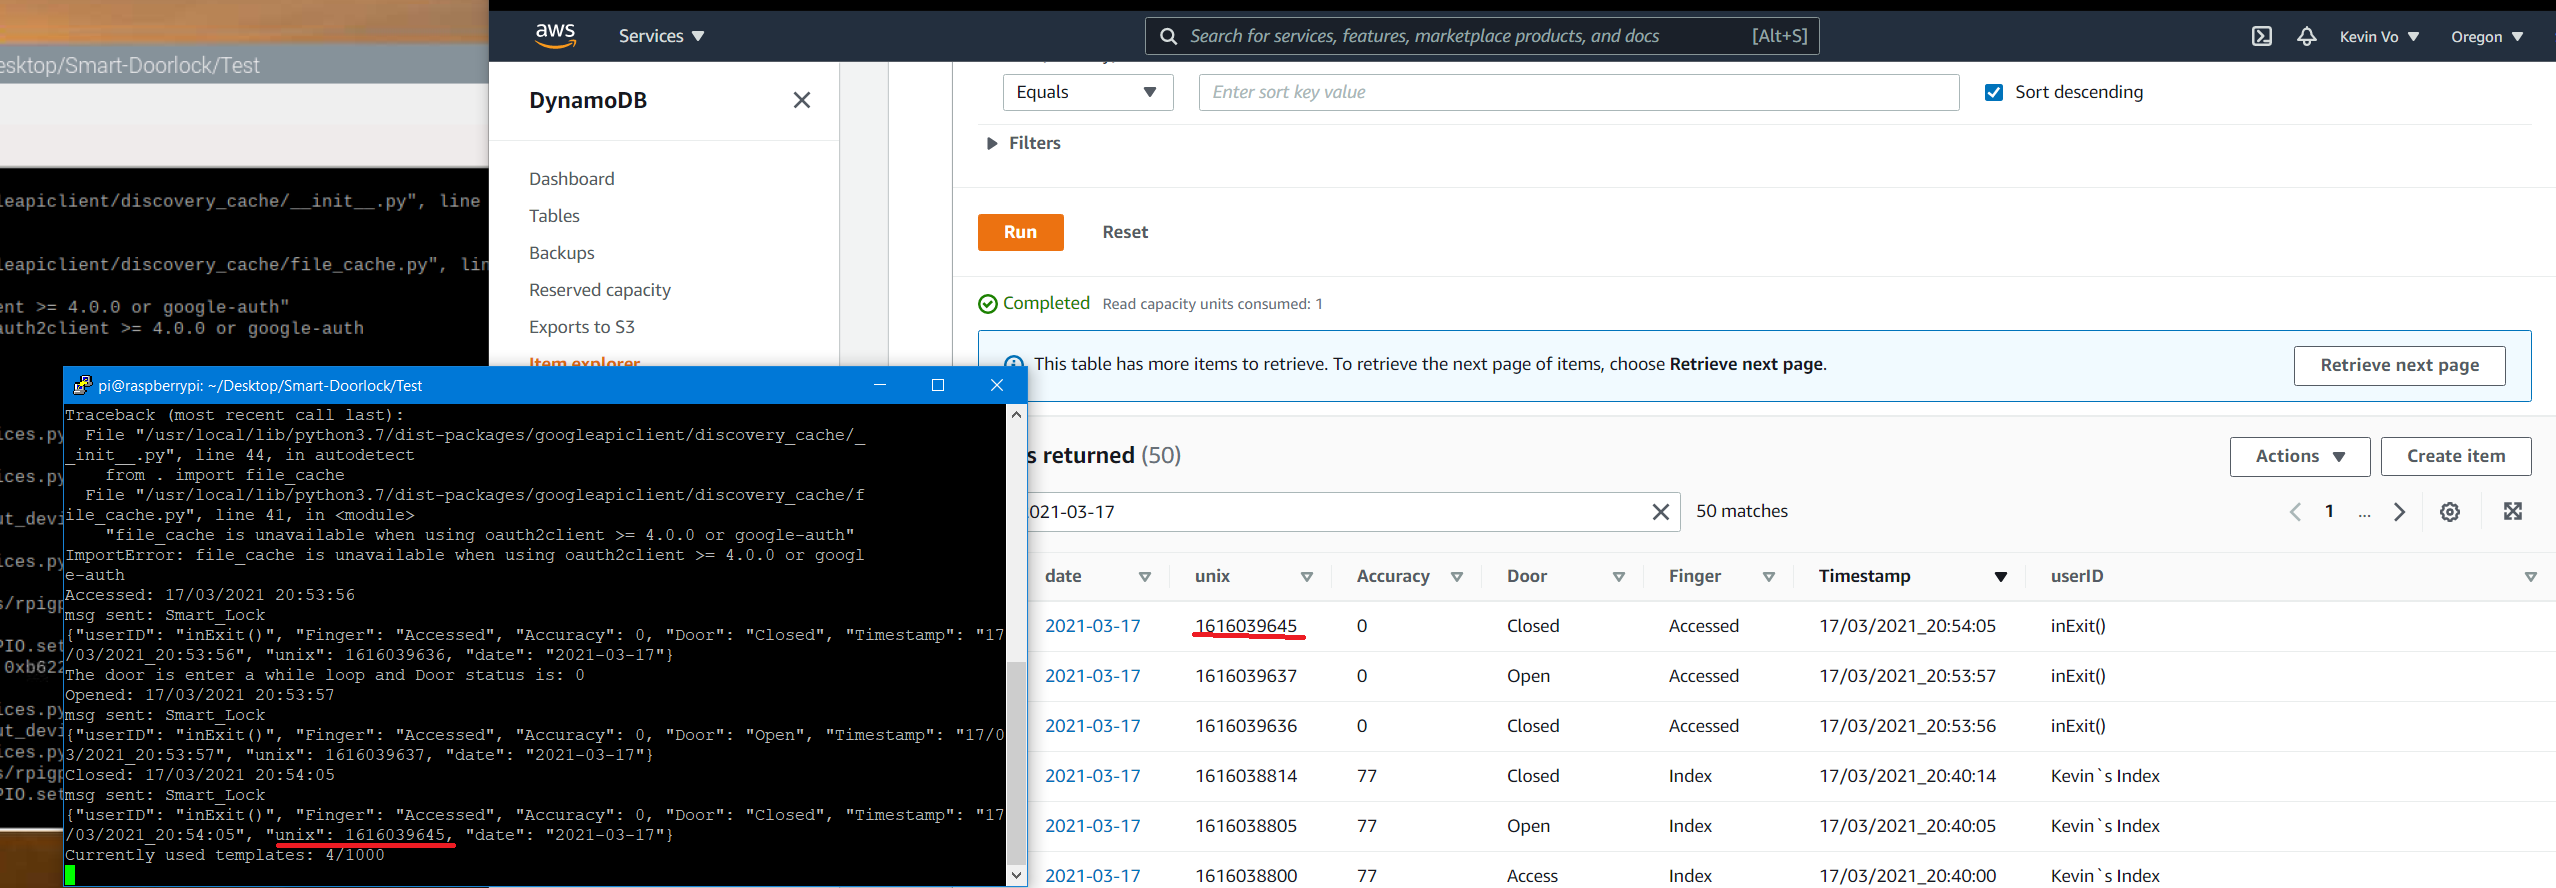 aws
Services
Search for services, features, marketplace products, and docs
[Alt+S]
Kevin Vo
Oregon
esktop/Smart-Doorlock/Test
leapiclient/discovery_cache/__init__.py", line
leapiclient/discovery_cache/file_cache.py", lin
ent >= 4.0.0 or google-auth"
auth2client >= 4.0.0 or google-auth
ices.py
ices.py
ut_devi
ices.py
s/rpigp
PIO.set
0xb622
ices.py
ut_devi
ices.py
s/rpigp
PIO.set
DynamoDB
Dashboard
Tables
Backups
Reserved capacity
Exports to S3
Item explorer
Equals
Enter sort key value
Sort descending
Filters
Run
Reset
Completed
Read capacity units consumed: 1
This table has more items to retrieve. To retrieve the next page of items, choose Retrieve next page.
Retrieve next page
pi@raspberrypi: ~/Desktop/Smart-Doorlock/Test
Traceback (most recent call last):
File "/usr/local/lib/python3.7/dist-packages/googleapiclient/discovery_cache/_
_init__.py", line 44, in autodetect
from . import file_cache
File "/usr/local/lib/python3.7/dist-packages/googleapiclient/discovery_cache/f
ile_cache.py", line 41, in <module>
"file_cache is unavailable when using oauth2client >= 4.0.0 or google-auth"
ImportError: file_cache is unavailable when using oauth2client >= 4.0.0 or googl
e-auth
Accessed: 17/03/2021 20:53:56
msg sent: Smart_Lock
{"userID": "inExit()", "Finger": "Accessed", "Accuracy": 0, "Door": "Closed", "Timestamp": "17
/03/2021_20:53:56", "unix": 1616039636, "date": "2021-03-17"}
The door is enter a while loop and Door status is: 0
Opened: 17/03/2021 20:53:57
msg sent: Smart_Lock
{"userID": "inExit()", "Finger": "Accessed", "Accuracy": 0, "Door": "Open", "Timestamp": "17/0
3/2021_20:53:57", "unix": 1616039637, "date": "2021-03-17"}
Closed: 17/03/2021 20:54:05
msg sent: Smart_Lock
{"userID": "inExit()", "Finger": "Accessed", "Accuracy": 0, "Door": "Closed", "Timestamp": "17
/03/2021_20:54:05", "unix": 1616039645, "date": "2021-03-17"}
Currently used templates: 4/1000
s returned (50)
Actions
Create item
021-03-17
50 matches
1 ...
date unix Accuracy Door Finger Timestamp userID
2021-03-17 1616039645 0 Closed Accessed 17/03/2021_20:54:05 inExit()
2021-03-17 1616039637 0 Open Accessed 17/03/2021_20:53:57 inExit()
2021-03-17 1616039636 0 Closed Accessed 17/03/2021_20:53:56 inExit()
2021-03-17 1616038814 77 Closed Index 17/03/2021_20:40:14 Kevin`s Index
2021-03-17 1616038805 77 Open Index 17/03/2021_20:40:05 Kevin`s Index
2021-03-17 1616038800 77 Access Index 17/03/2021_20:40:00 Kevin`s Index